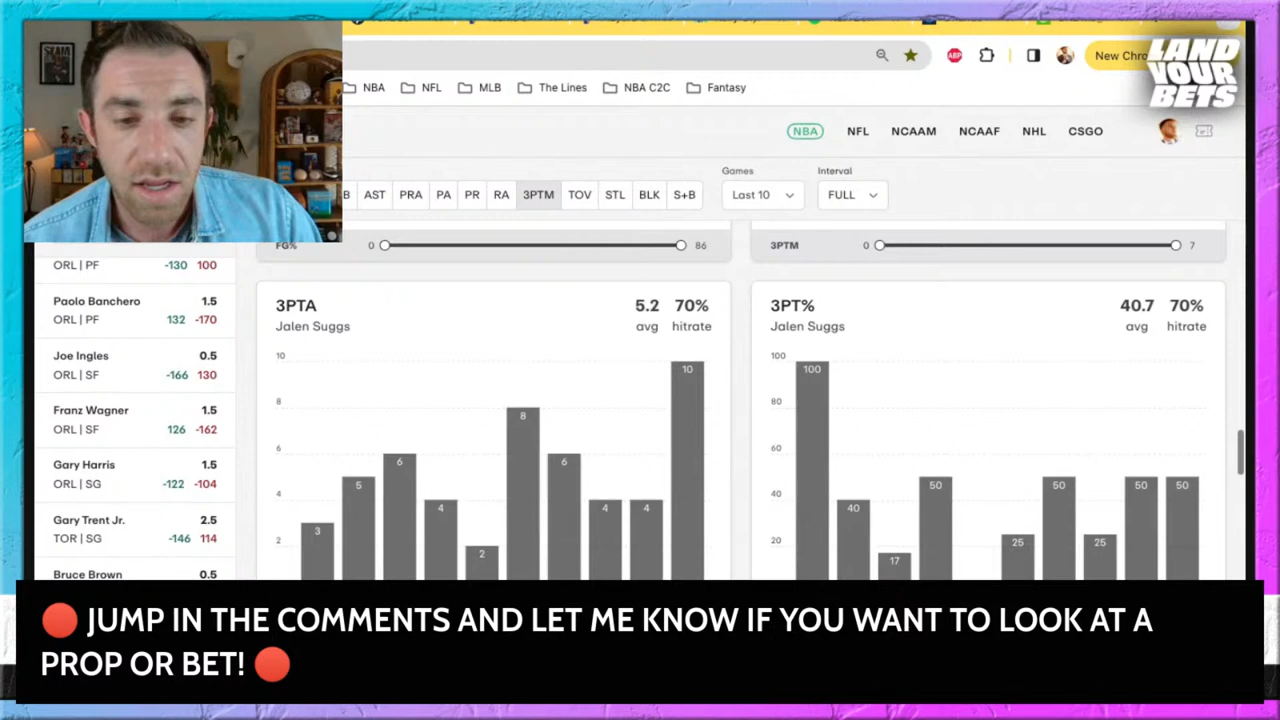 SLAM
New Chro
LAND
YOUR
BETS
NBA NFL MLB The Lines NBA C2C Fantasy
NBA NFL NCAAM NCAAF NHL CSGO
Games Interval
B AST PRA PA PR RA 3PTM TOV STL BLK S+B Last 10 FULL
FG% 0 86 3PTM 0 7
ORL | PF -130 100
Paolo Banchero 1.5
ORL | PF 132 -170
Joe Ingles 0.5
ORL | SF -166 130
Franz Wagner 1.5
ORL | SF 126 -162
Gary Harris 1.5
ORL | SG -122 -104
Gary Trent Jr. 2.5
TOR | SG -146 114
Bruce Brown 0.5
3PTA 5.2 70%
Jalen Suggs avg hitrate
10
8
6
4
2
3 5 6 4 2 8 6 4 4 10
3PT% 40.7 70%
Jalen Suggs avg hitrate
100
80
60
40
20
100 40 17 50 25 50 25 50 50
JUMP IN THE COMMENTS AND LET ME KNOW IF YOU WANT TO LOOK AT A
PROP OR BET!